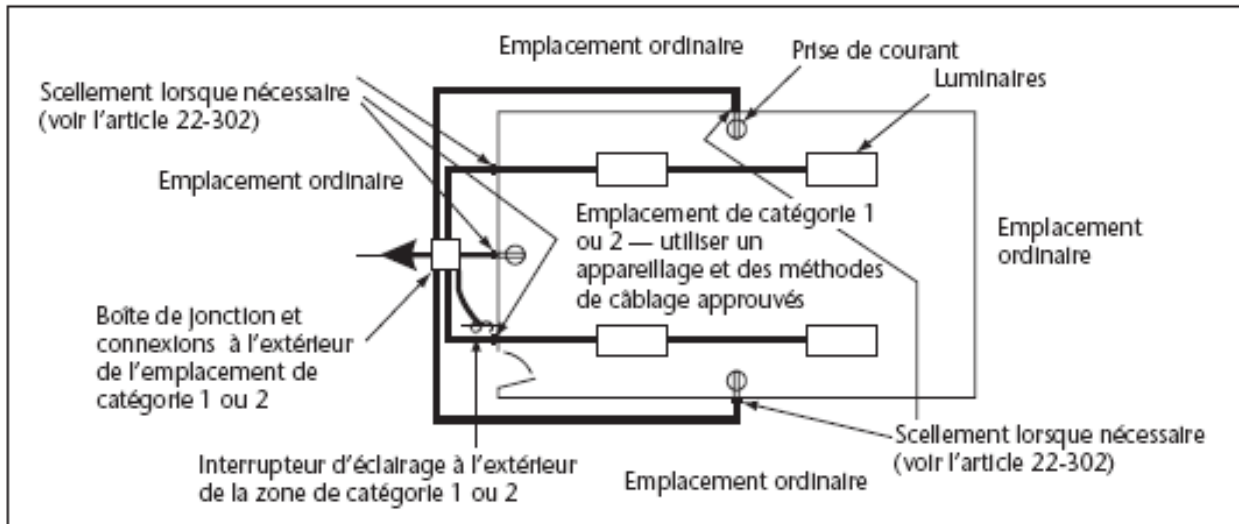 Emplacement ordinaire
Prise de courant
Luminaires
Scellement lorsque nécessaire
(voir l'article 22-302)
Emplacement ordinaire
Emplacement de catégorie 1
ou 2 — utiliser un
appareillage et des méthodes
de câblage approuvés
Emplacement
ordinaire
Boîte de jonction et
connexions à l'extérieur
de l'emplacement de
catégorie 1 ou 2
Interrupteur d'éclairage à l'extérieur
de la zone de catégorie 1 ou 2
Emplacement ordinaire
Scellement lorsque nécessaire
(voir l'article 22-302)